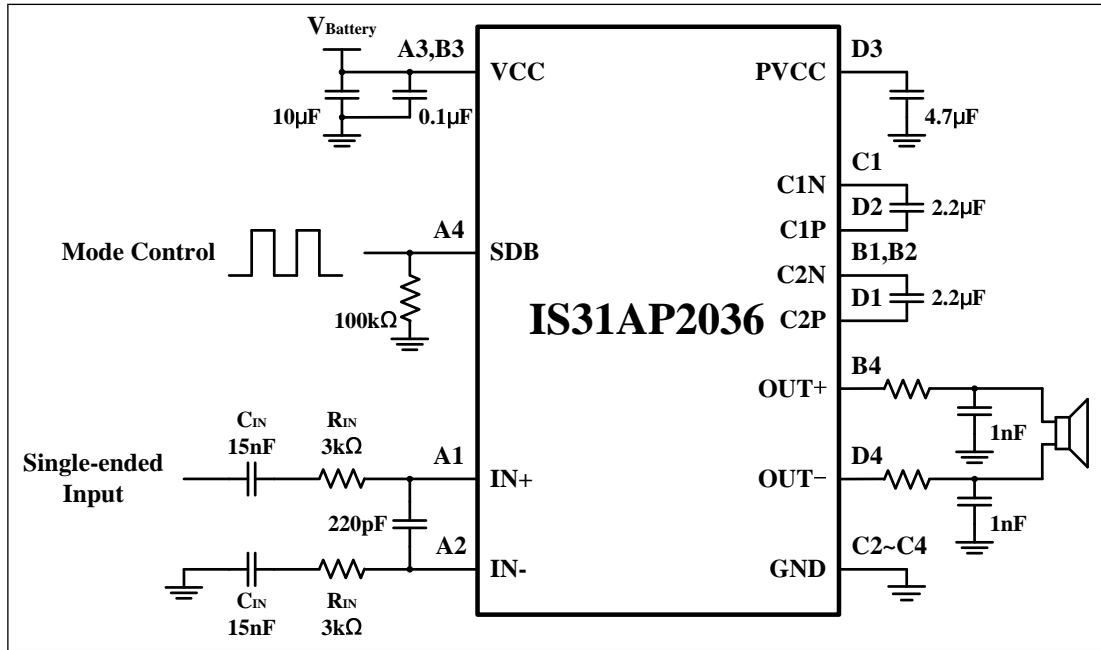 VBattery
A3,B3
VCC
10µF
0.1µF
D3
PVCC
4.7µF
C1
C1N
D2
2.2µF
C1P
B1,B2
C2N
D1
2.2µF
C2P
Mode Control
A4
SDB
100kΩ
IS31AP2036
B4
OUT+
1nF
D4
OUT−
1nF
C2~C4
GND
CIN
15nF
RIN
3kΩ
Single-ended
Input
A1
IN+
220pF
A2
IN-
CIN
15nF
RIN
3kΩ